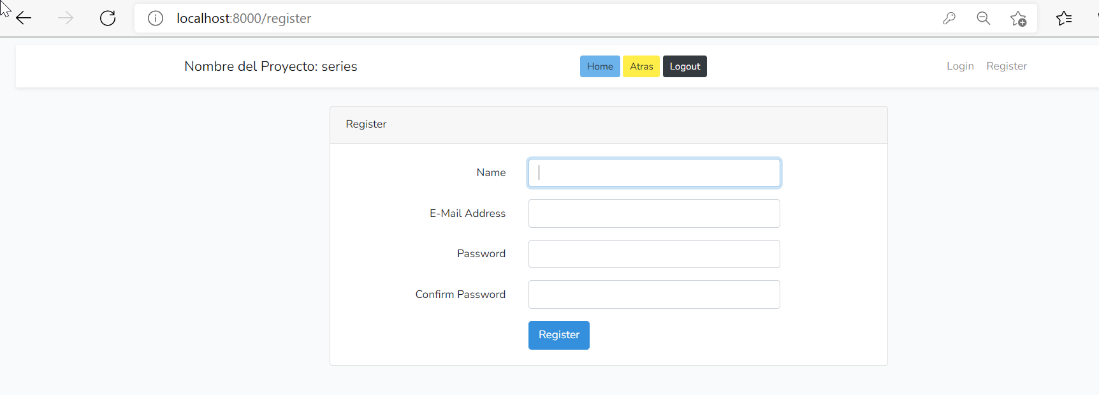 localhost:8000/register
Nombre del Proyecto: series Home Atras Logout Login Register
Register
Name
E-Mail Address
Password
Confirm Password
Register